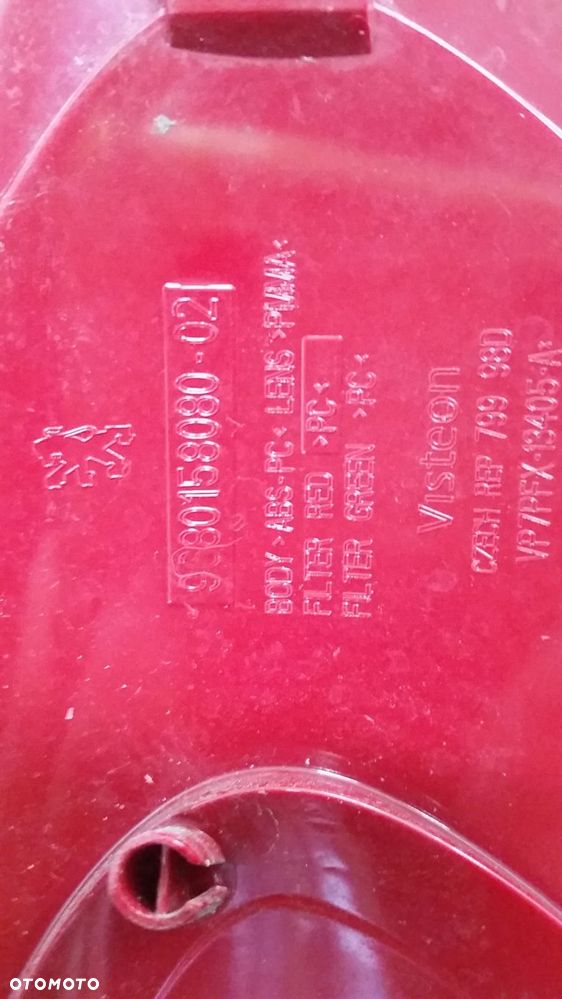 9680158080-02
BODY >ABS-PC< LENS >PMMA<
FILTER RED >PC<
FILTER GREEN >PC<
Visteon
CZECH REP 799 98D
VP7PFX-13405-A
OTOMOTO